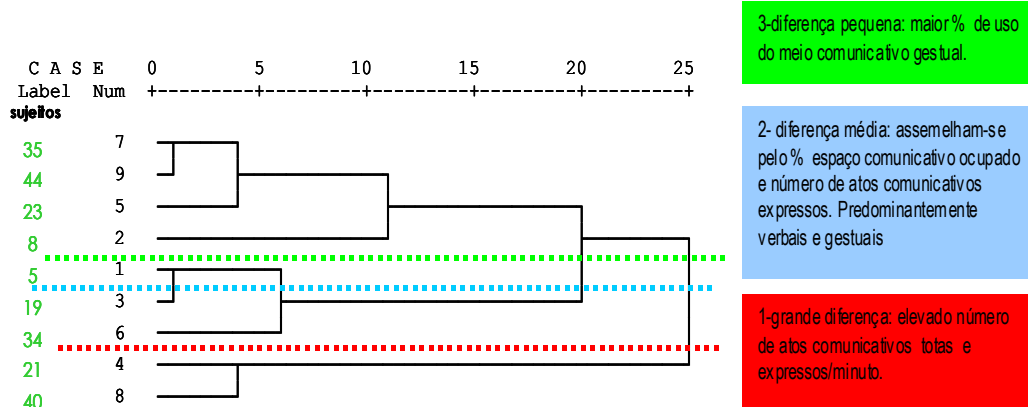 C A S E 0 5 10 15 20 25
Label Num +---------+---------+---------+---------+---------+
sujeitos
35 7
44 9
23 5
8 2
5 1
19 3
34 6
21 4
40 8
3-diferença pequena: maior % de uso
do meio comunicativo gestual.
2- diferença média: assemelham-se
pelo % espaço comunicativo ocupado
e número de atos comunicativos
expressos. Predominantemente
verbais e gestuais
1-grande diferença: elevado número
de atos comunicativos totas e
expressos/minuto.